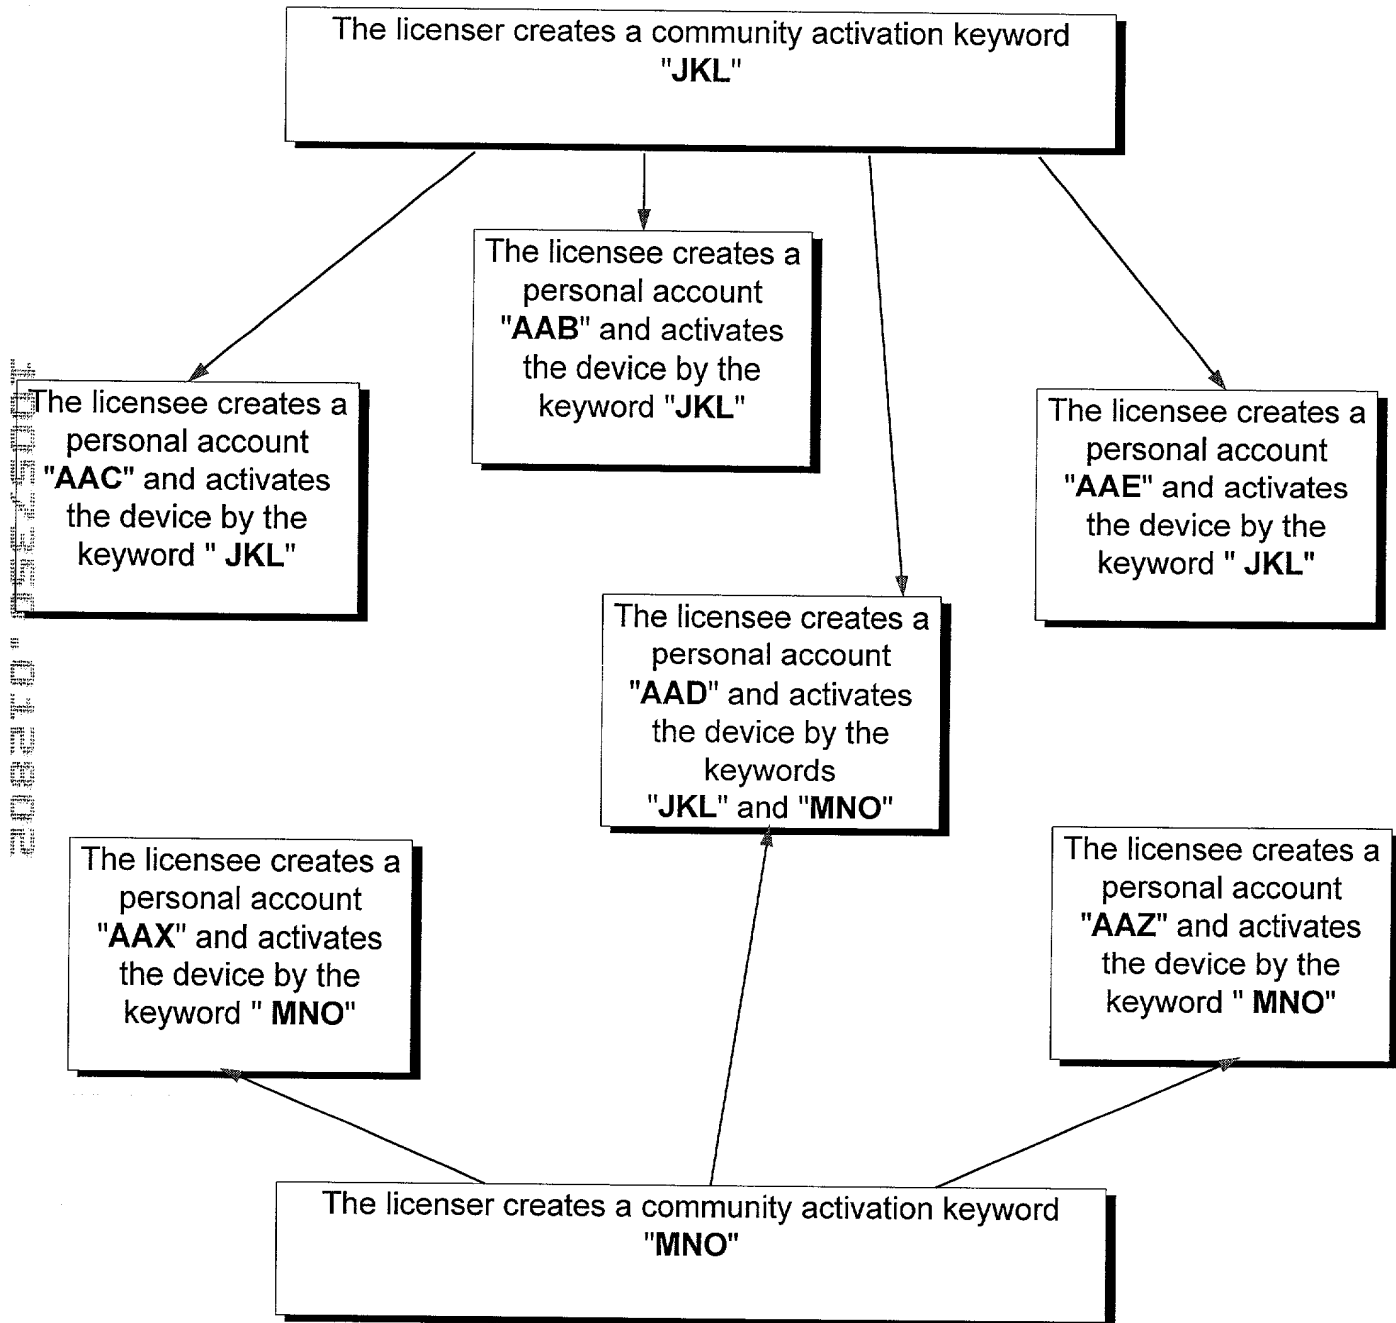 The licenser creates a community activation keyword
"JKL"
The licensee creates a
personal account
"AAB" and activates
the device by the
keyword "JKL"
The licensee creates a
personal account
"AAC" and activates
the device by the
keyword " JKL"
The licensee creates a
personal account
"AAE" and activates
the device by the
keyword " JKL"
The licensee creates a
personal account
"AAD" and activates
the device by the
keywords
"JKL" and "MNO"
The licensee creates a
personal account
"AAX" and activates
the device by the
keyword " MNO"
The licensee creates a
personal account
"AAZ" and activates
the device by the
keyword " MNO"
The licenser creates a community activation keyword
"MNO"